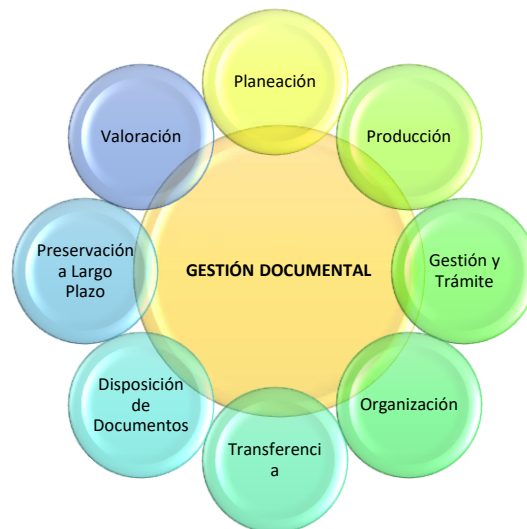 Planeación
Producción
Gestión y
Trámite
Organización
Transferenci
a
Disposición
de
Documentos
Preservación
a Largo
Plazo
Valoración
GESTIÓN DOCUMENTAL